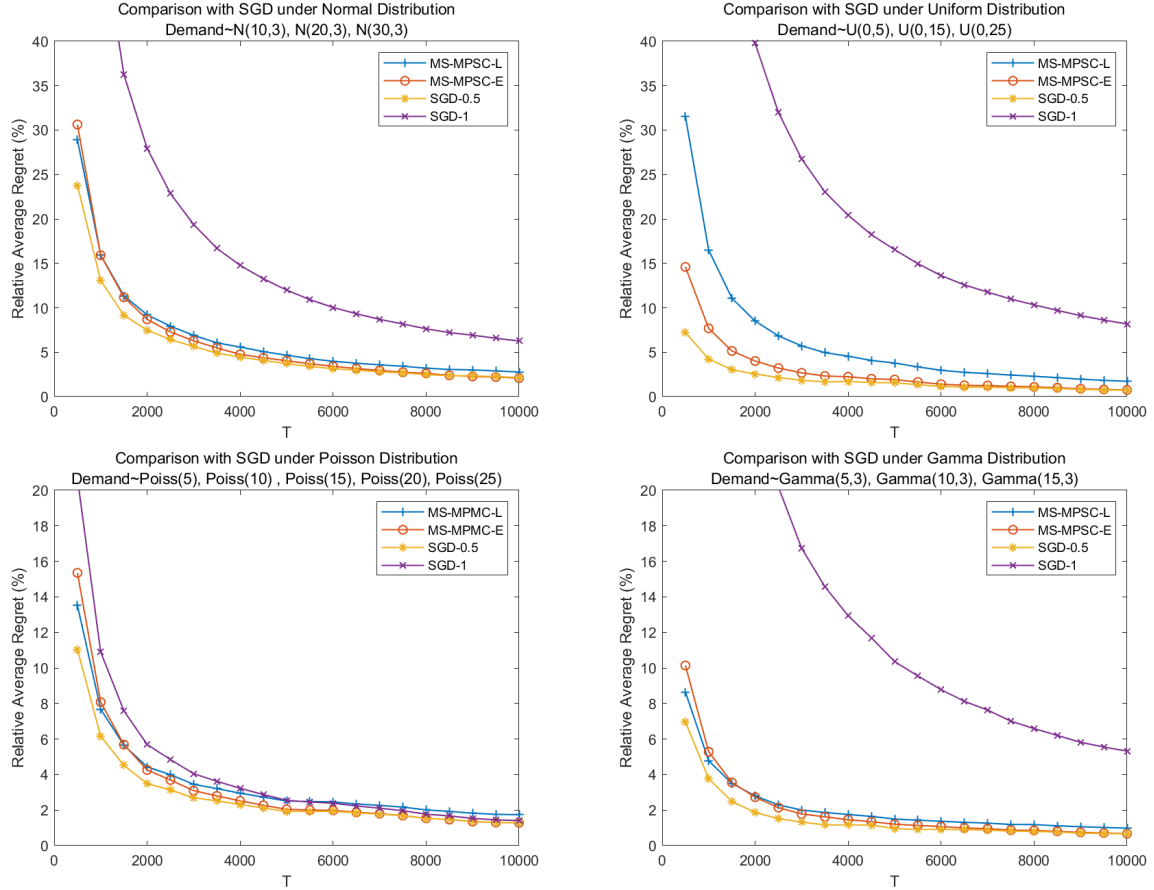 Comparison with SGD under Normal Distribution
Demand~N(10,3), N(20,3), N(30,3)
40
35
30
25
20
15
10
5
0
Relative Average Regret (%)
MS-MPSC-L
MS-MPSC-E
SGD-0.5
SGD-1
0 2000 4000 6000 8000 10000
T
Comparison with SGD under Uniform Distribution
Demand~U(0,5), U(0,15), U(0,25)
40
35
30
25
20
15
10
5
0
Relative Average Regret (%)
MS-MPSC-L
MS-MPSC-E
SGD-0.5
SGD-1
0 2000 4000 6000 8000 10000
T
Comparison with SGD under Poisson Distribution
Demand~Poiss(5), Poiss(10) , Poiss(15), Poiss(20), Poiss(25)
20
18
16
14
12
10
8
6
4
2
0
Relative Average Regret (%)
MS-MPMC-L
MS-MPMC-E
SGD-0.5
SGD-1
0 2000 4000 6000 8000 10000
T
Comparison with SGD under Gamma Distribution
Demand~Gamma(5,3), Gamma(10,3), Gamma(15,3)
20
18
16
14
12
10
8
6
4
2
0
Relative Average Regret (%)
MS-MPSC-L
MS-MPSC-E
SGD-0.5
SGD-1
0 2000 4000 6000 8000 10000
T